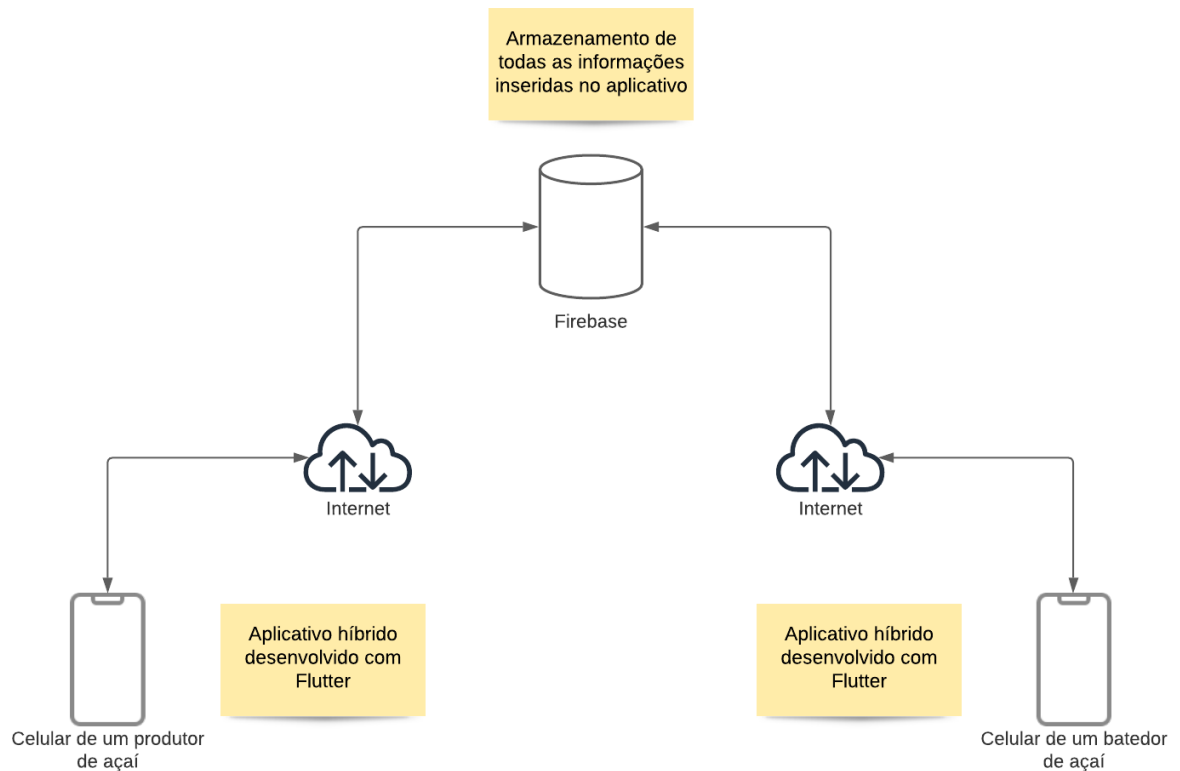 Armazenamento de
todas as informações
inseridas no aplicativo
Firebase
Internet
Internet
Aplicativo híbrido
desenvolvido com
Flutter
Aplicativo híbrido
desenvolvido com
Flutter
Celular de um produtor
de açaí
Celular de um batedor
de açaí